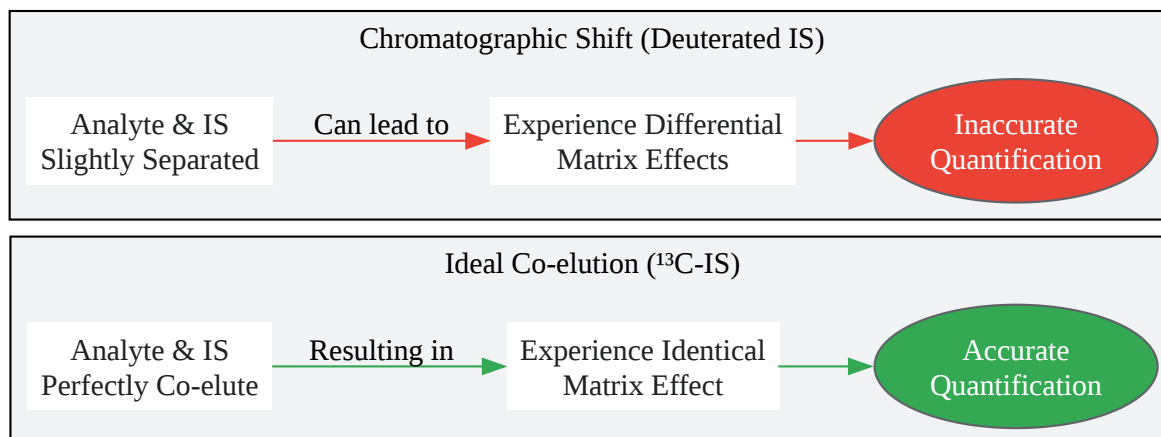 Chromatographic Shift (Deuterated IS)
Analyte & IS
Slightly Separated
Can lead to
Experience Differential
Matrix Effects
Inaccurate
Quantification
Ideal Co-elution (¹³C-IS)
Analyte & IS
Perfectly Co-elute
Resulting in
Experience Identical
Matrix Effect
Accurate
Quantification